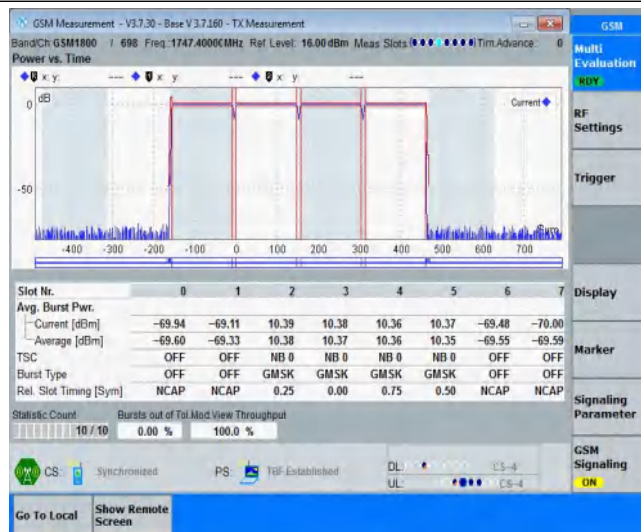 GSM Measurement - V3.7.30 - Base V 3.7.160 - TX Measurement
GSM
Band/Ch: GSM1800 / 698 Freq.:1747.40000 MHz Ref Level: 16.00 dBm Meas Slots: Tim.Advance: 0
Power vs. Time
Multi Evaluation
RDY
x: y: --- x y --- x y ---
dB
Current
0
-50
Sym
-400 -300 -200 -100 0 100 200 300 400 500 600 700
RF Settings
Trigger
Slot Nr. 0 1 2 3 4 5 6 7
Avg. Burst Pwr.
Current [dBm] -69.94 -69.11 10.39 10.38 10.36 10.37 -69.48 -70.00
Average [dBm] -69.60 -69.33 10.38 10.37 10.36 10.35 -69.55 -69.59
TSC OFF OFF NB 0 NB 0 NB 0 NB 0 OFF OFF
Burst Type OFF OFF GMSK GMSK GMSK GMSK OFF OFF
Rel. Slot Timing [Sym] NCAP NCAP 0.25 0.00 0.75 0.50 NCAP NCAP
Display
Marker
Signaling Parameter
Statistic Count Bursts out of Tol. Mod.View Throughput
10 / 10 0.00 % 100.0 %
CS: Synchronized PS: TBF Established DL: CS-4
UL: CS-4
GSM Signaling
ON
Go To Local
Show Remote Screen